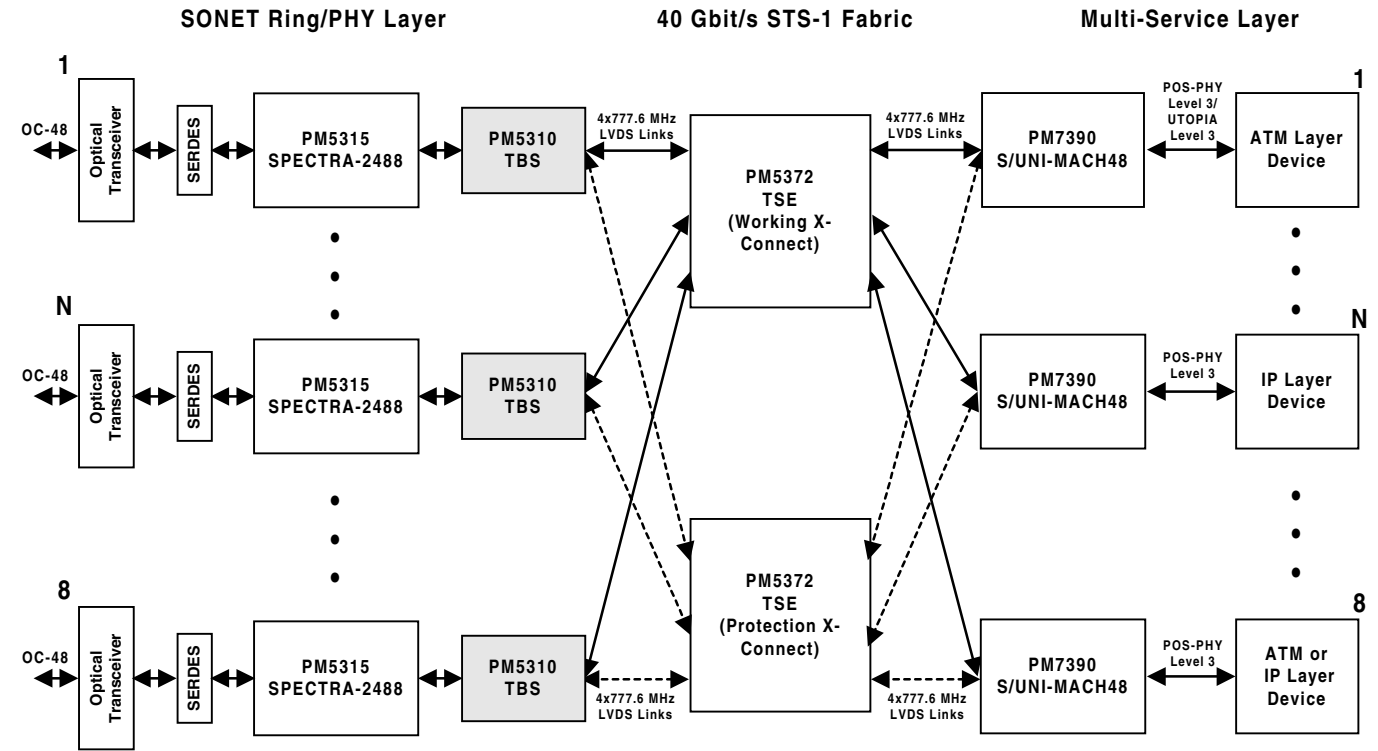 SONET Ring/PHY Layer
40 Gbit/s STS-1 Fabric
Multi-Service Layer
1
OC-48
Optical
Transceiver
SERDES
PM5315
SPECTRA-2488
PM5310
TBS
4x777.6 MHz
LVDS Links
PM5372
TSE
(Working X-
Connect)
4x777.6 MHz
LVDS Links
PM7390
S/UNI-MACH48
POS-PHY
Level 3/
UTOPIA
Level 3
1
ATM Layer
Device
N
OC-48
Optical
Transceiver
SERDES
PM5315
SPECTRA-2488
PM5310
TBS
PM7390
S/UNI-MACH48
POS-PHY
Level 3
N
IP Layer
Device
8
OC-48
Optical
Transceiver
SERDES
PM5315
SPECTRA-2488
PM5310
TBS
4x777.6 MHz
LVDS Links
PM5372
TSE
(Protection X-
Connect)
4x777.6 MHz
LVDS Links
PM7390
S/UNI-MACH48
POS-PHY
Level 3
8
ATM or
IP Layer
Device